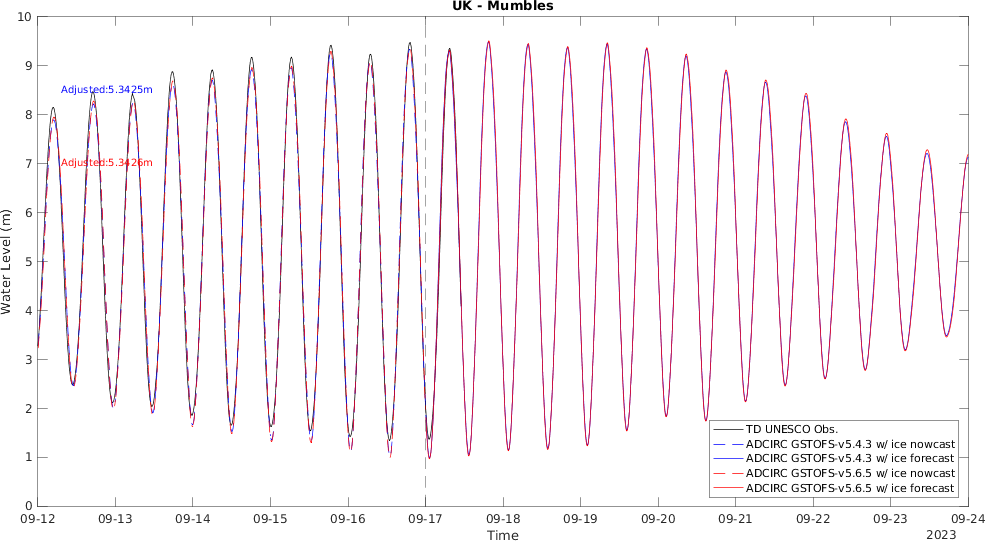 UK - Mumbles
10
9
8
7
6
5
4
3
2
1
0
Water Level (m)
Adjusted:5.3425m
Adjusted:5.3426m
TD UNESCO Obs.
ADCIRC GSTOFS-v5.4.3 w/ ice nowcast
ADCIRC GSTOFS-v5.4.3 w/ ice forecast
ADCIRC GSTOFS-v5.6.5 w/ ice nowcast
ADCIRC GSTOFS-v5.6.5 w/ ice forecast
09-12 09-13 09-14 09-15 09-16 09-17 09-18 09-19 09-20 09-21 09-22 09-23 09-24
Time
2023